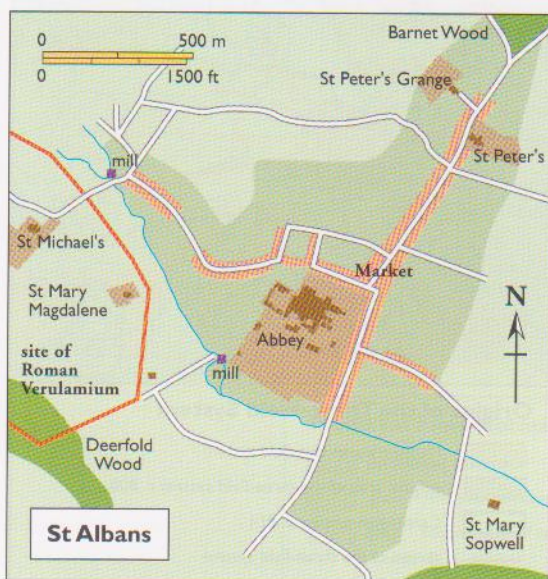 0 500 m
0 1500 ft
Barnet Wood
St Peter's Grange
St Peter's
mill
St Michael's
Market
St Mary
Magdalene
N
Abbey
site of
Roman
Verulamium
mill
Deerfold
Wood
St Albans
St Mary
Sopwell